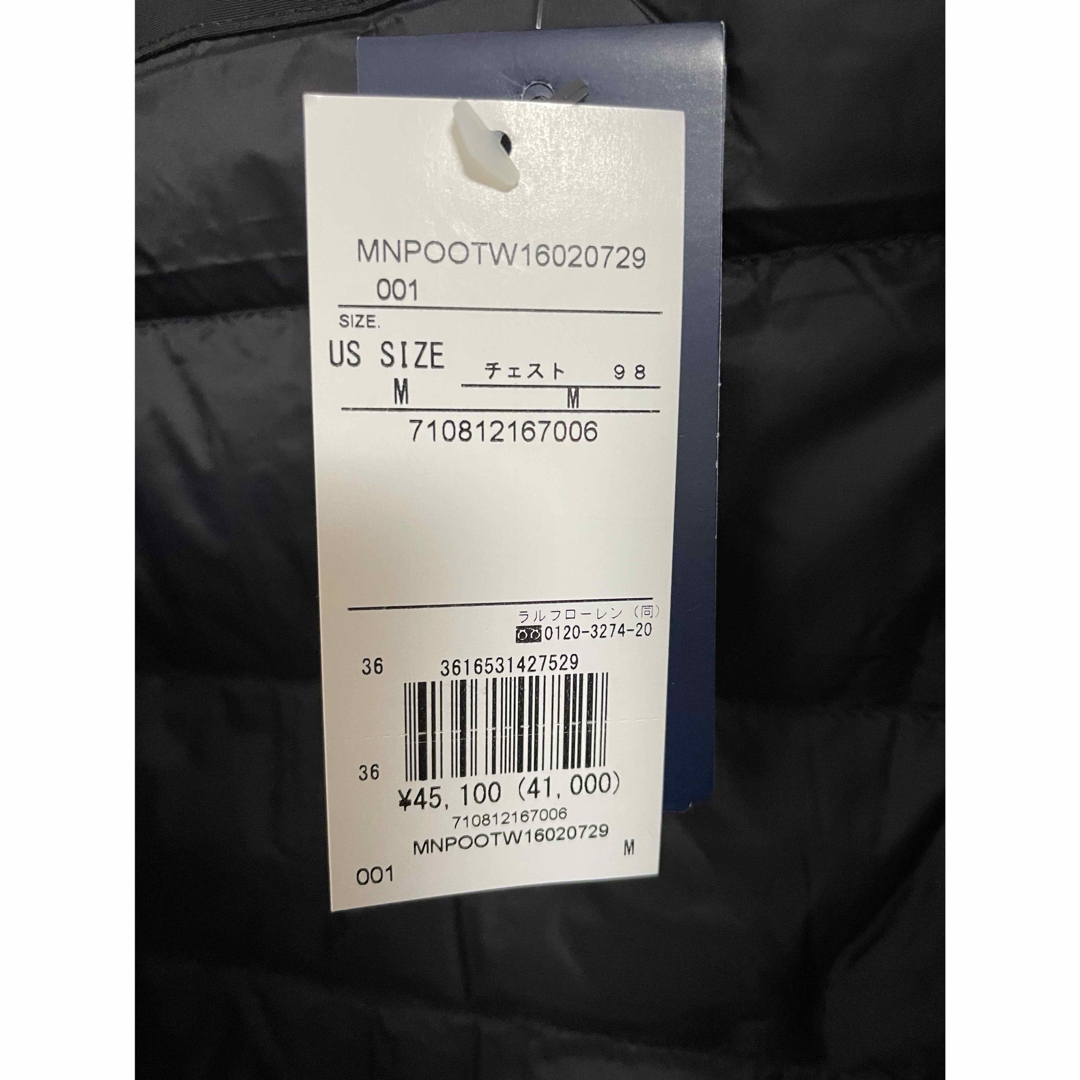 MNPOOTW16020729
001
SIZE.
US SIZE
チェスト 98
M
M
710812167006
ラルフローレン(同)
0120-3274-20
36 3616531427529
36
¥45,100 (41,000)
710812167006
MNPOOTW16020729
001 M